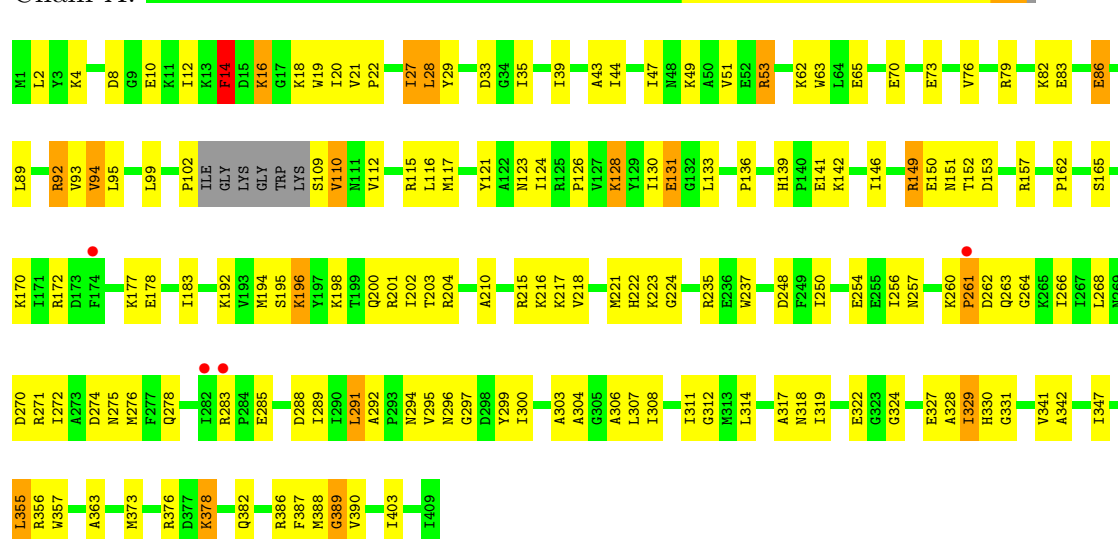 M1 L2 Y3 K4 D8 G9 E10 K11 I12 K13 F14 D15 K16 G17 K18 W19 I20 V21 P22 I27 L28 Y29 D33 G34 I35 I39 A43 I44 I47 N48 K49 A50 V51 E52 R53 K62 W63 L64 E65 E70 E73 V76 R79 K82 E83 E86
L89 R92 V93 V94 L95 L99 P102 ILE GLY LYS GLY TRP LYS S109 V110 N111 V112 R115 L116 M117 Y121 A122 N123 I124 R125 P126 V127 K128 Y129 I130 E131 G132 L133 P136 H139 P140 E141 K142 I146 R149 E150 N151 T152 D153 R157 P162 S165
K170 I171 R172 D173 F174 K177 E178 I183 K192 V193 M194 S195 K196 Y197 K198 T199 Q200 R201 I202 T203 R204 A210 R215 K216 K217 V218 M221 H222 K223 G224 R235 E236 W237 D248 F249 I250 E254 E255 I256 N257 K260 P261 D262 Q263 G264 K265 I266 I267 L268 N269
D270 R271 I272 A273 D274 N275 M276 F277 Q278 I282 R283 P284 E285 D288 I289 I290 L291 A292 P293 N294 V295 N296 G297 D298 Y299 I300 A303 A304 G305 A306 L307 I308 I311 G312 M313 L314 A317 N318 I319 E322 G323 G324 E327 A328 I329 H330 G331 V341 A342 I347
L355 R356 W357 A363 M373 R376 D377 K378 Q382 R386 F387 M388 G389 V390 I403 I409